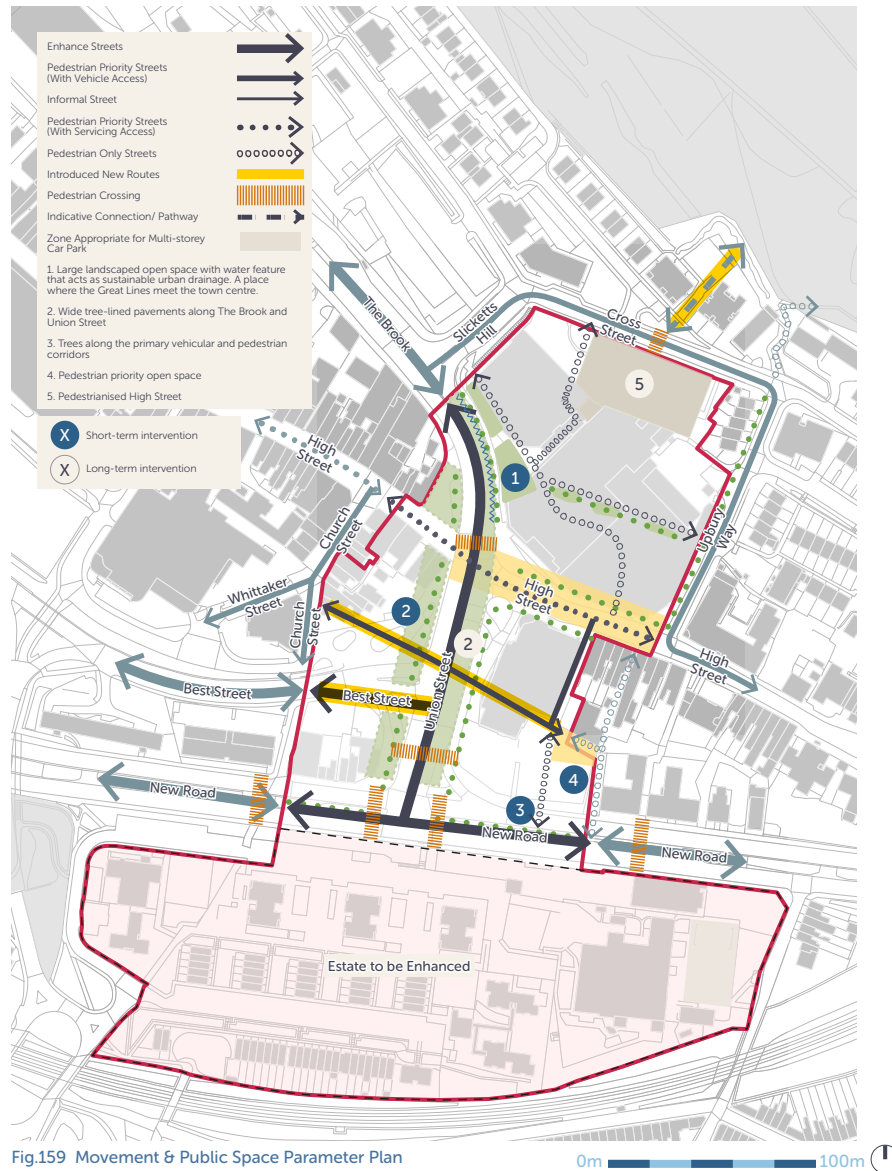 Enhance Streets
Pedestrian Priority Streets
(With Vehicle Access)
Informal Street
Pedestrian Priority Streets
(With Servicing Access)
Pedestrian Only Streets
Introduced New Routes
Pedestrian Crossing
Indicative Connection/ Pathway
Zone Appropriate for Multi-storey
Car Park
1. Large landscaped open space with water feature
that acts as sustainable urban drainage. A place
where the Great Lines meet the town centre.
2. Wide tree-lined pavements along The Brook and
Union Street
3. Trees along the primary vehicular and pedestrian
corridors
4. Pedestrian priority open space
5. Pedestrianised High Street
X Short-term intervention
X Long-term intervention
The Brook
Slicketts
Hill
Cross
Street
5
High
Street
1
Church
Street
Upbury
Way
Whittaker
Street
High
Street
2
Church
Street
2
High
Street
Best Street
Best Street
Union Street
4
New Road
3
New Road
New Road
Estate to be Enhanced
Fig.159 Movement & Public Space Parameter Plan
0m 100m